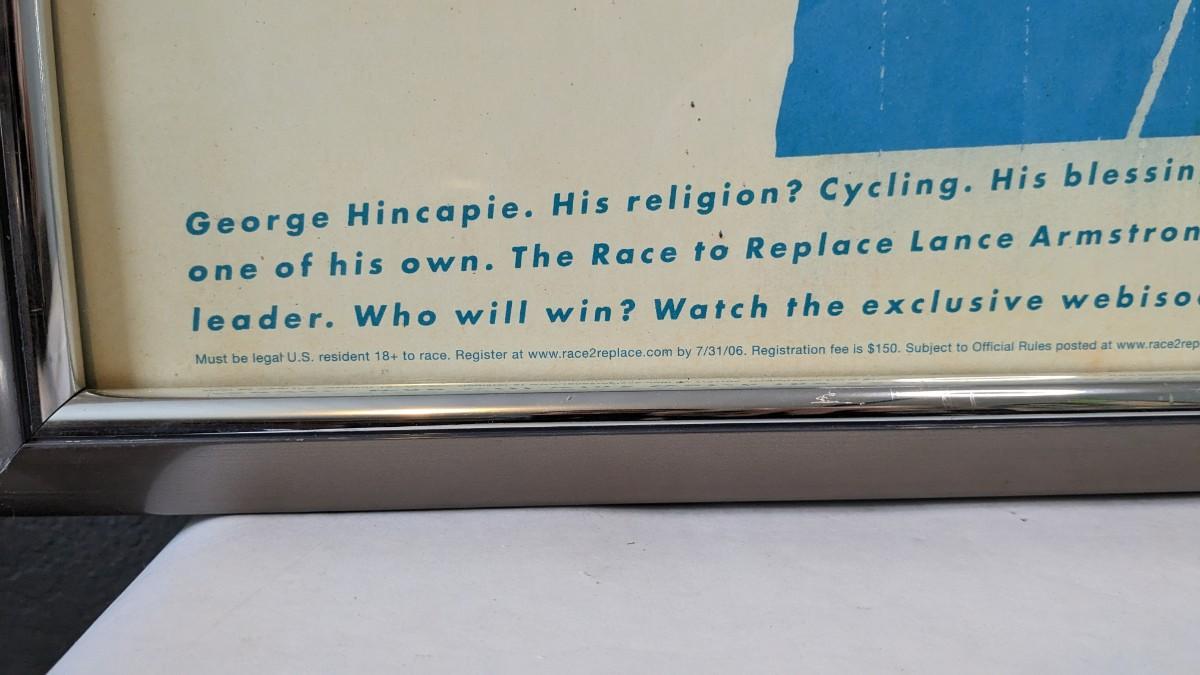 George Hincapie. His religion? Cycling. His blessin
one of his own. The Race to Replace Lance Armstron
leader. Who will win? Watch the exclusive webiso
Must be legal U.S. resident 18+ to race. Register at www.race2replace.com by 7/31/06. Registration fee is $150. Subject to Official Rules posted at www.race2rep